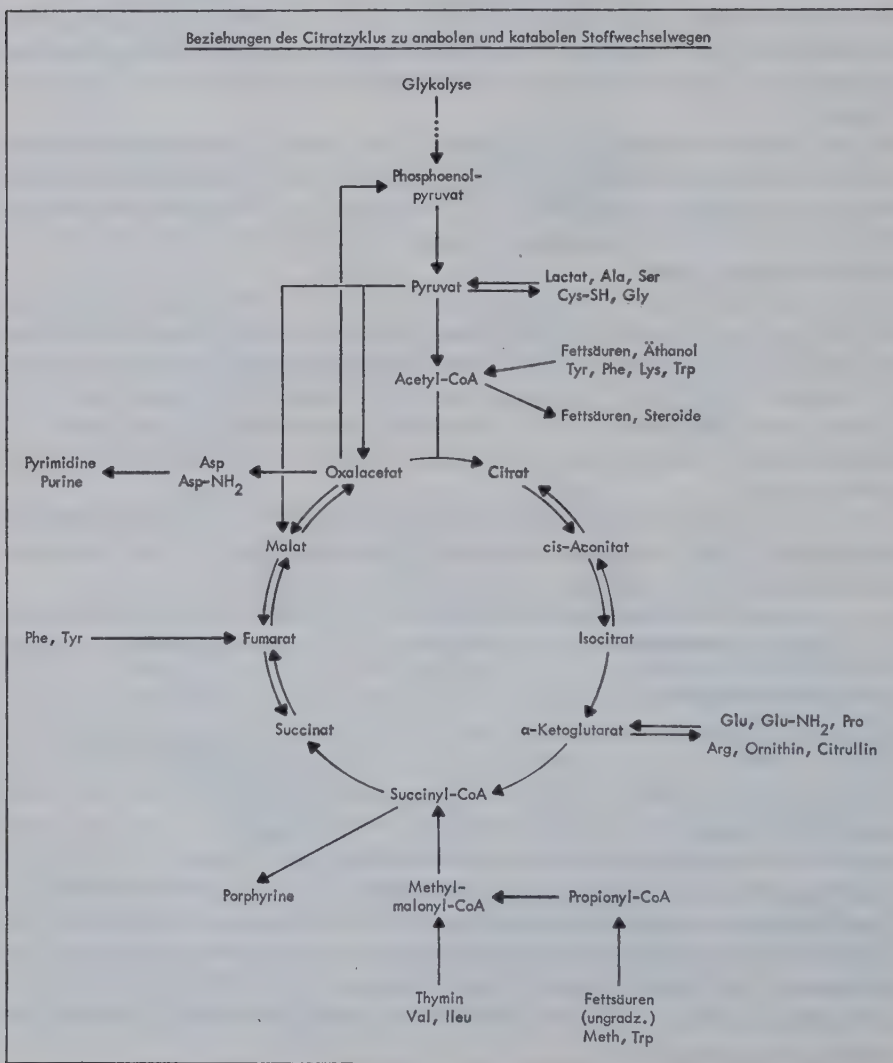 Beziehungen des Citratzyklus zu anabolen und katabolen Stoffwechselwegen
Glykolyse
Phosphoenol-
pyruvat
Pyruvat
Lactat, Ala, Ser
Cys-SH, Gly
Fettsäuren, Äthanol
Tyr, Phe, Lys, Trp
Acetyl-CoA
Fettsäuren, Steroide
Pyrimidine
Purine
Asp
Asp-NH2
Oxalacetat
Citrat
Malat
cis-Aconitat
Phe, Tyr
Fumarat
Isocitrat
Succinat
α-Ketoglutarat
Glu, Glu-NH2, Pro
Arg, Ornithin, Citrullin
Succinyl-CoA
Porphyrine
Methyl-
malonyl-CoA
Propionyl-CoA
Thymin
Val, Ileu
Fettsäuren
(ungradz.)
Meth, Trp